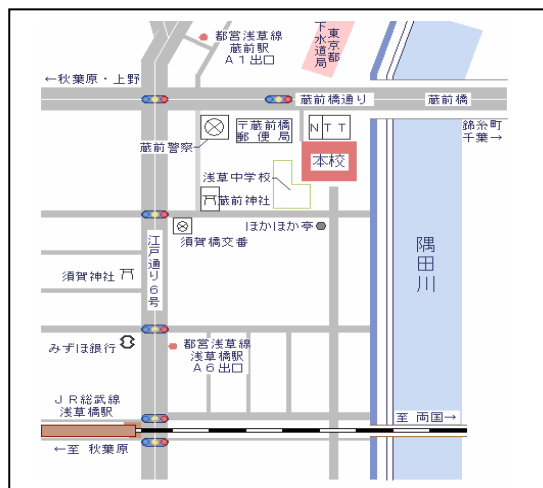 都営浅草線
蔵前駅
A1出口
東京都
下水道局
←秋葉原・上野
蔵前橋通り
蔵前橋
錦糸町
千葉→
〒蔵前橋
郵便局
NTT
蔵前警察
本校
浅草中学校
蔵前神社
須賀橋交番
ほかほか亭
江戸通り6号
隅田川
須賀神社
みずほ銀行
都営浅草線
浅草橋駅
A6出口
JR総武線
浅草橋駅
至 両国→
←至 秋葉原